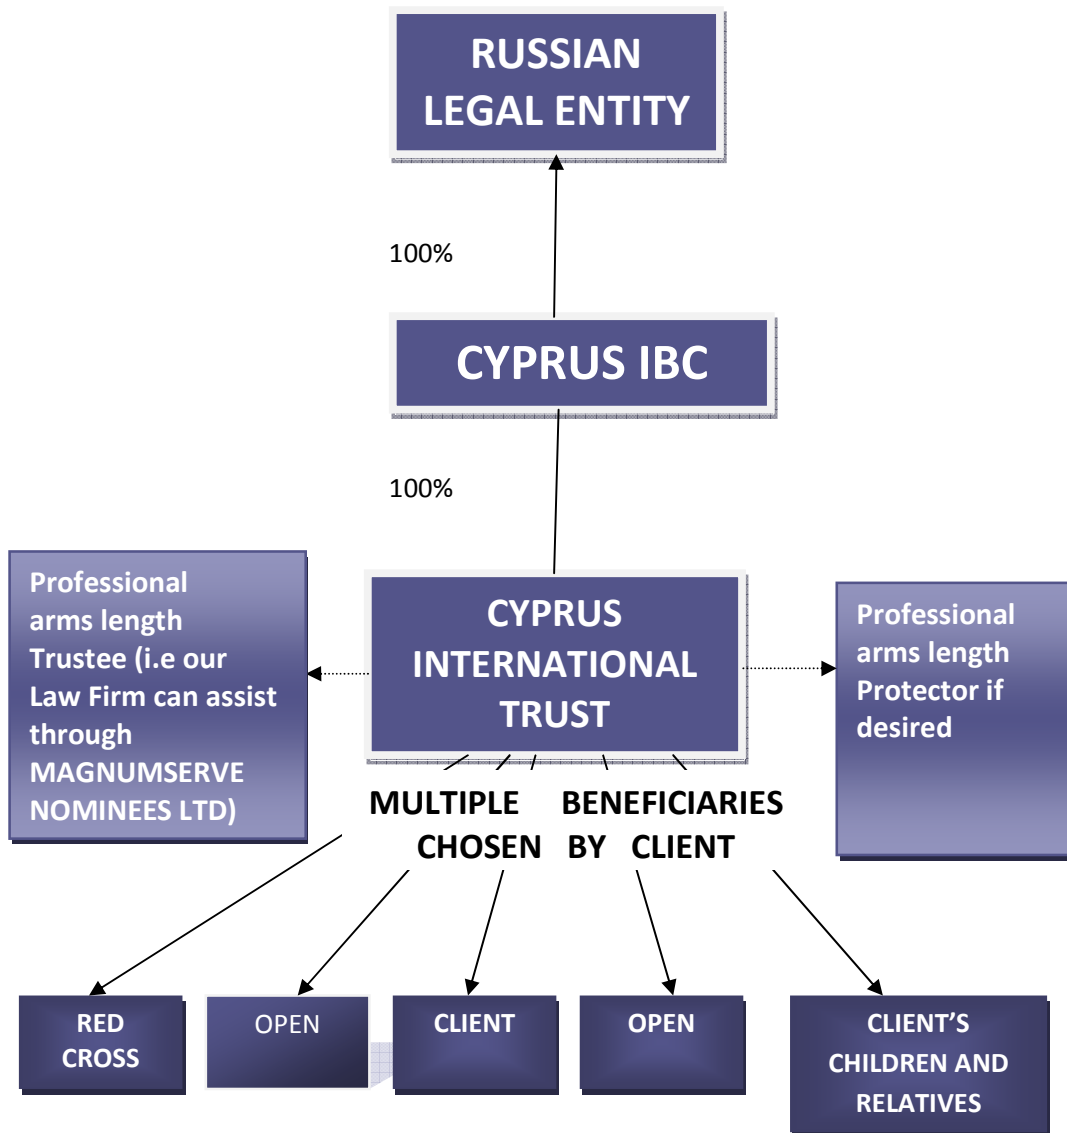 RUSSIAN
LEGAL ENTITY
100%
CYPRUS IBC
100%
Professional
arms length
Trustee (i.e our
Law Firm can assist
through
MAGNUMSERVE
NOMINEES LTD)
CYPRUS
INTERNATIONAL
TRUST
Professional
arms length
Protector if
desired
MULTIPLE BENEFICIARIES
CHOSEN BY CLIENT
RED
CROSS
OPEN
CLIENT
OPEN
CLIENT’S
CHILDREN AND
RELATIVES